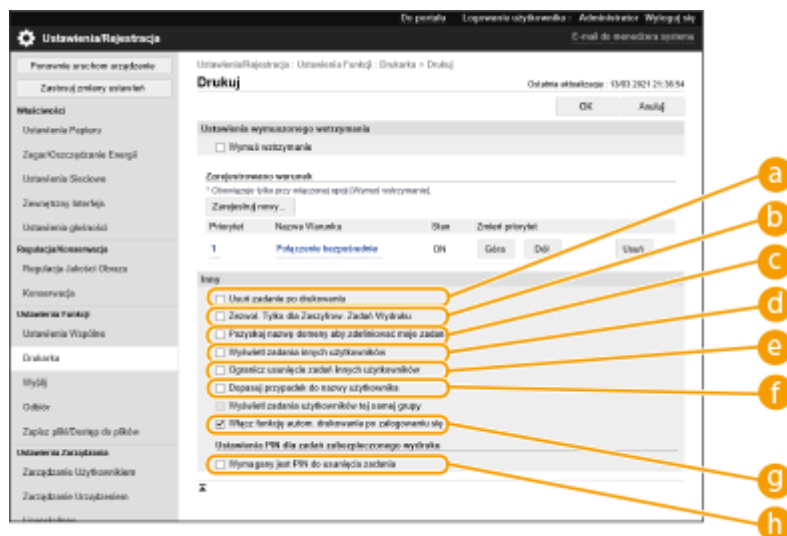 Do portalu Logowanie użytkownika : Administrator Wyloguj się
Ustawienia/Rejestracja
E-mail do menedżera systemu
Ponownie uruchom urządzenie
Zastosuj zmiany ustawień
Właściwości
Ustawienia Papieru
Zegar/Oszczędzanie Energii
Ustawienia Sieciowe
Zewnętrzny Interfejs
Ustawienia głośności
Regulacja/Konserwacja
Regulacja Jakości Obrazu
Konserwacja
Ustawienia Funkcji
Ustawienia Wspólne
Drukarka
Wyślij
Odbiór
Zapisz pliki/Dostęp do plików
Ustawienia Zarządzania
Zarządzanie Użytkownikiem
Zarządzanie Urządzeniem
Ustawienia/Rejestracja : Ustawienia Funkcji : Drukarka > Drukuj
Drukuj
Ostatnia aktualizacja : 13/03 2021 21:36:54
OK Anuluj
Ustawienia wymuszonego wstrzymania
Wymuś wstrzymanie
Zarejestrowano warunek
* Obowiązuje tylko przy włączonej opcji [Wymuś wstrzymanie].
Zarejestruj nowy...
Priorytet Nazwa Warunku Stan Zmień priorytet
1 Połączenie bezpośrednie ON Góra Dół Usuń
Inny
Usuń zadanie po drukowaniu
Zezwal. Tylko dla Zaszyfrow. Zadań Wydruku
Pozyskaj nazwę domeny aby zdefiniować moje zadan
Wyświetl zadania innych użytkowników
Ogranicz usunięcie zadań innych użytkowników
Dopasuj przypadek do nazwy użytkownika
Wyświetl zadania użytkowników tej samej grupy
Włącz funkcję autom. drukowania po zalogowaniu się
Ustawienia PIN dla zadań zabezpieczonego wydruku
Wymagany jest PIN do usunięcia zadania
a
b
c
d
e
f
g
h